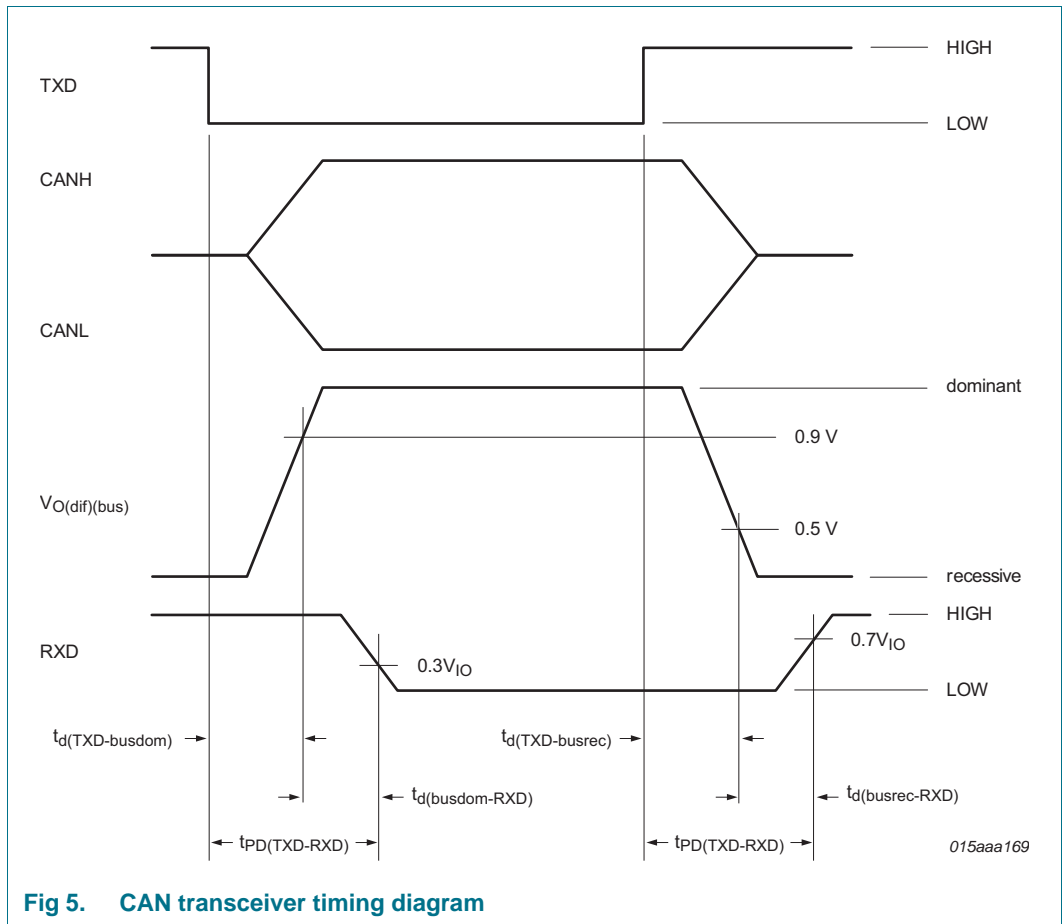 HIGH
TXD
LOW
CANH
CANL
dominant
0.9 V
VO(dif)(bus)
0.5 V
recessive
HIGH
RXD
0.7VIO
0.3VIO
LOW
td(TXD-busdom)
td(TXD-busrec)
td(busdom-RXD)
td(busrec-RXD)
tPD(TXD-RXD)
tPD(TXD-RXD)
015aaa169
Fig 5. CAN transceiver timing diagram